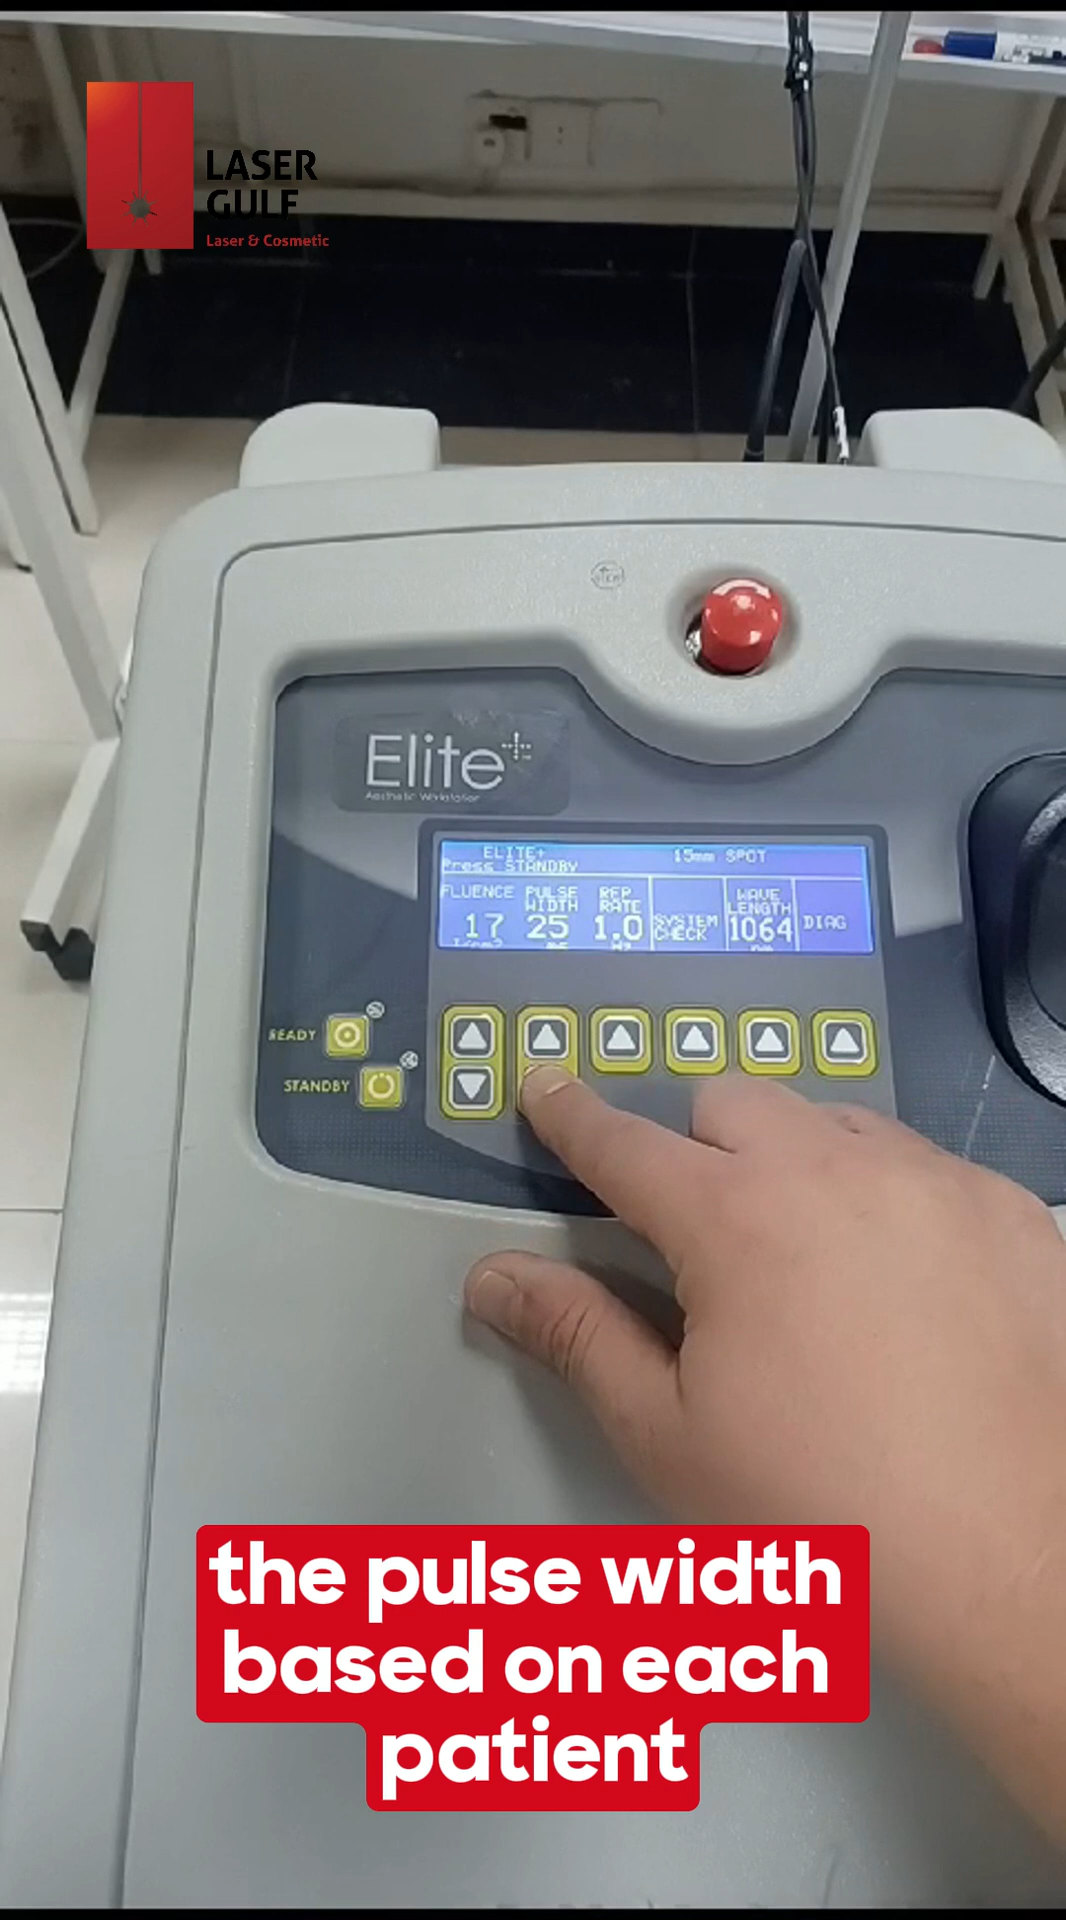 LASER
GULF
Laser & Cosmetic
STOP
Elite+
Aesthetic Workstation
ELITE+ 15mm SPOT
Press STANDBY
FLUENCE PULSE WIDTH REP RATE SYSTEM CHECK WAVE LENGTH DIAG
17 25 1.0 1064
J/cm² ms Hz nm
READY
STANDBY
the pulse width
based on each
patient